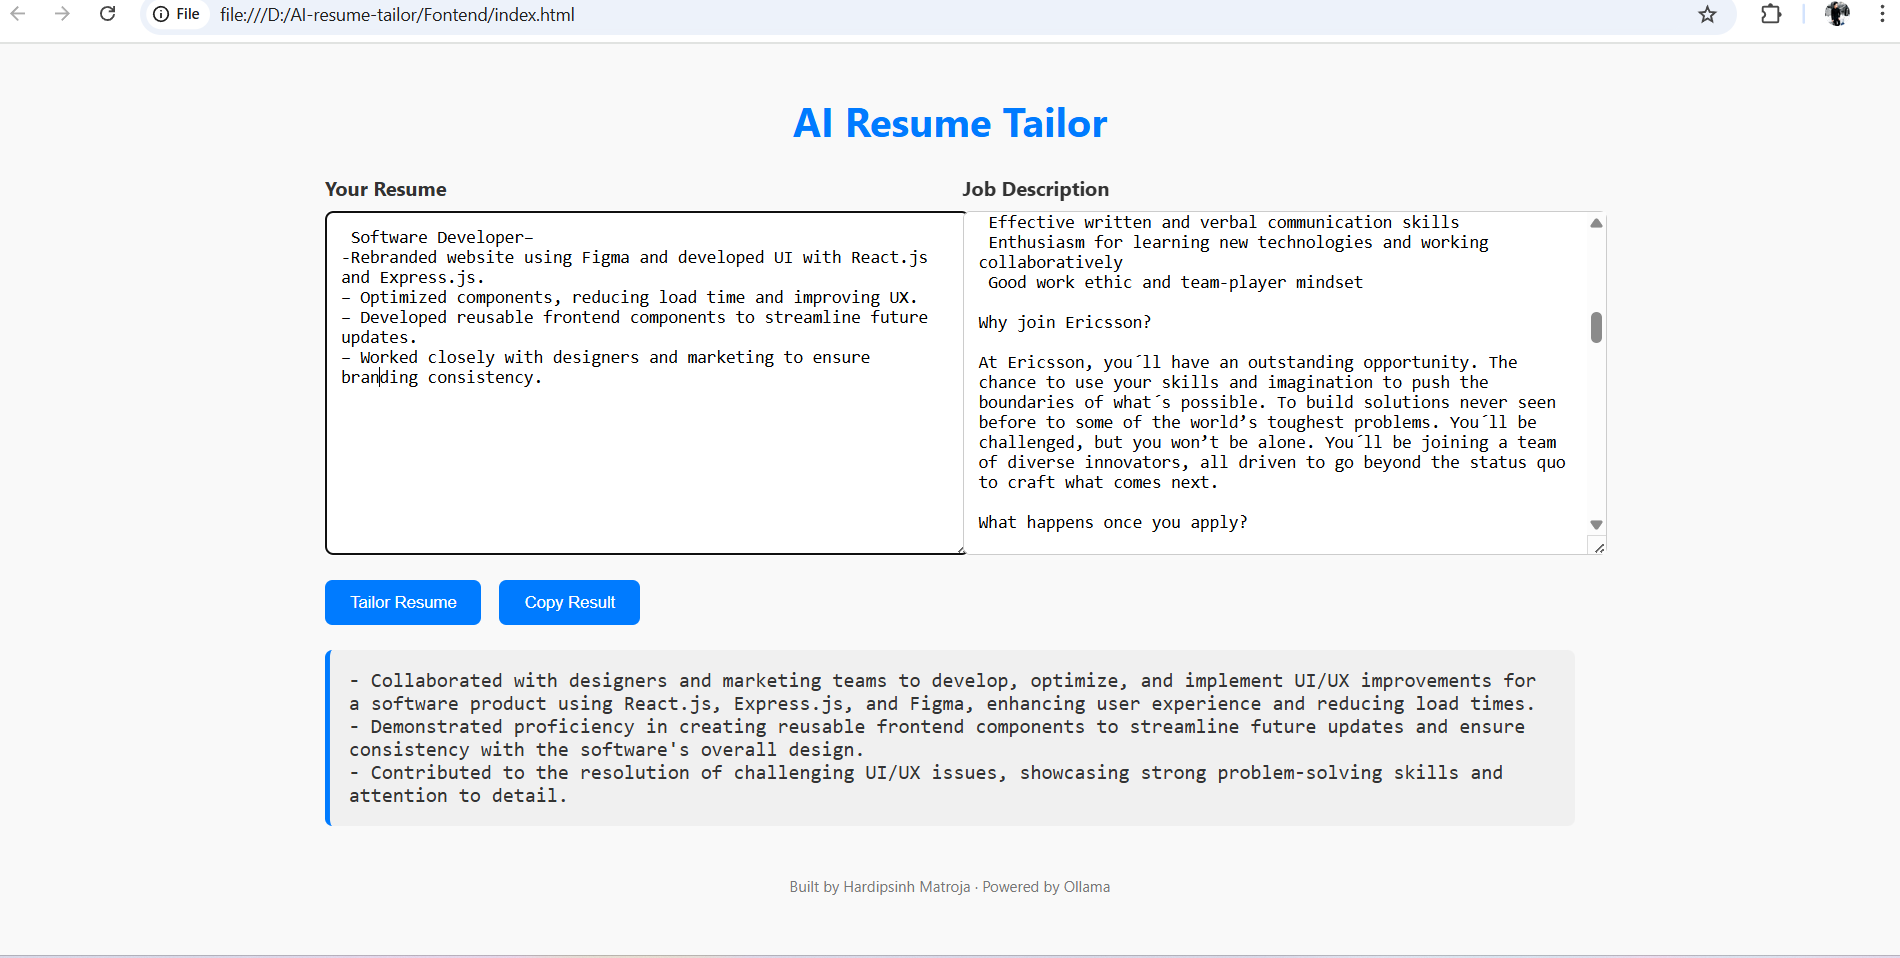 File file:///D:/AI-resume-tailor/Fontend/index.html
AI Resume Tailor
Your Resume
Software Developer–
-Rebranded website using Figma and developed UI with React.js
and Express.js.
– Optimized components, reducing load time and improving UX.
– Developed reusable frontend components to streamline future
updates.
– Worked closely with designers and marketing to ensure
branding consistency.
Job Description
Effective written and verbal communication skills
Enthusiasm for learning new technologies and working
collaboratively
Good work ethic and team-player mindset
Why join Ericsson?
At Ericsson, you´ll have an outstanding opportunity. The
chance to use your skills and imagination to push the
boundaries of what´s possible. To build solutions never seen
before to some of the world’s toughest problems. You´ll be
challenged, but you won’t be alone. You´ll be joining a team
of diverse innovators, all driven to go beyond the status quo
to craft what comes next.
What happens once you apply?
Tailor Resume
Copy Result
- Collaborated with designers and marketing teams to develop, optimize, and implement UI/UX improvements for
a software product using React.js, Express.js, and Figma, enhancing user experience and reducing load times.
- Demonstrated proficiency in creating reusable frontend components to streamline future updates and ensure
consistency with the software's overall design.
- Contributed to the resolution of challenging UI/UX issues, showcasing strong problem-solving skills and
attention to detail.
Built by Hardipsinh Matroja · Powered by Ollama